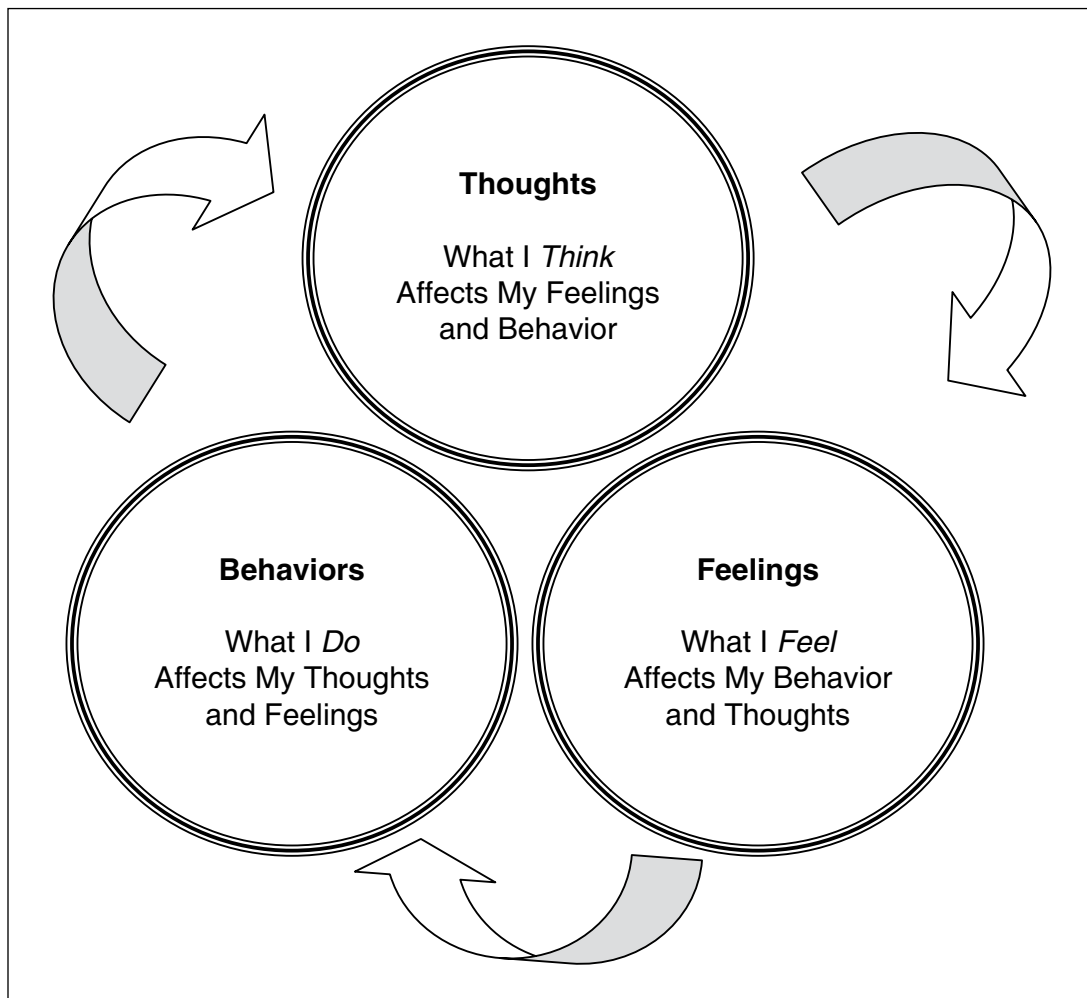 Thoughts
What I Think
Affects My Feelings
and Behavior
Behaviors
What I Do
Affects My Thoughts
and Feelings
Feelings
What I Feel
Affects My Behavior
and Thoughts